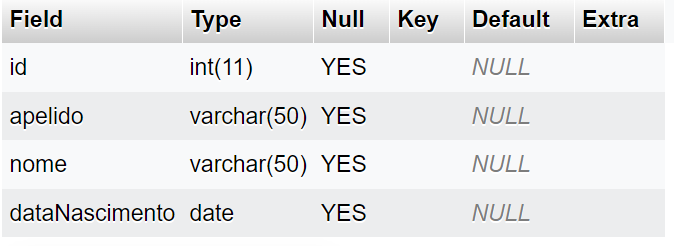 Field Type Null Key Default Extra
id int(11) YES NULL
apelido varchar(50) YES NULL
nome varchar(50) YES NULL
dataNascimento date YES NULL